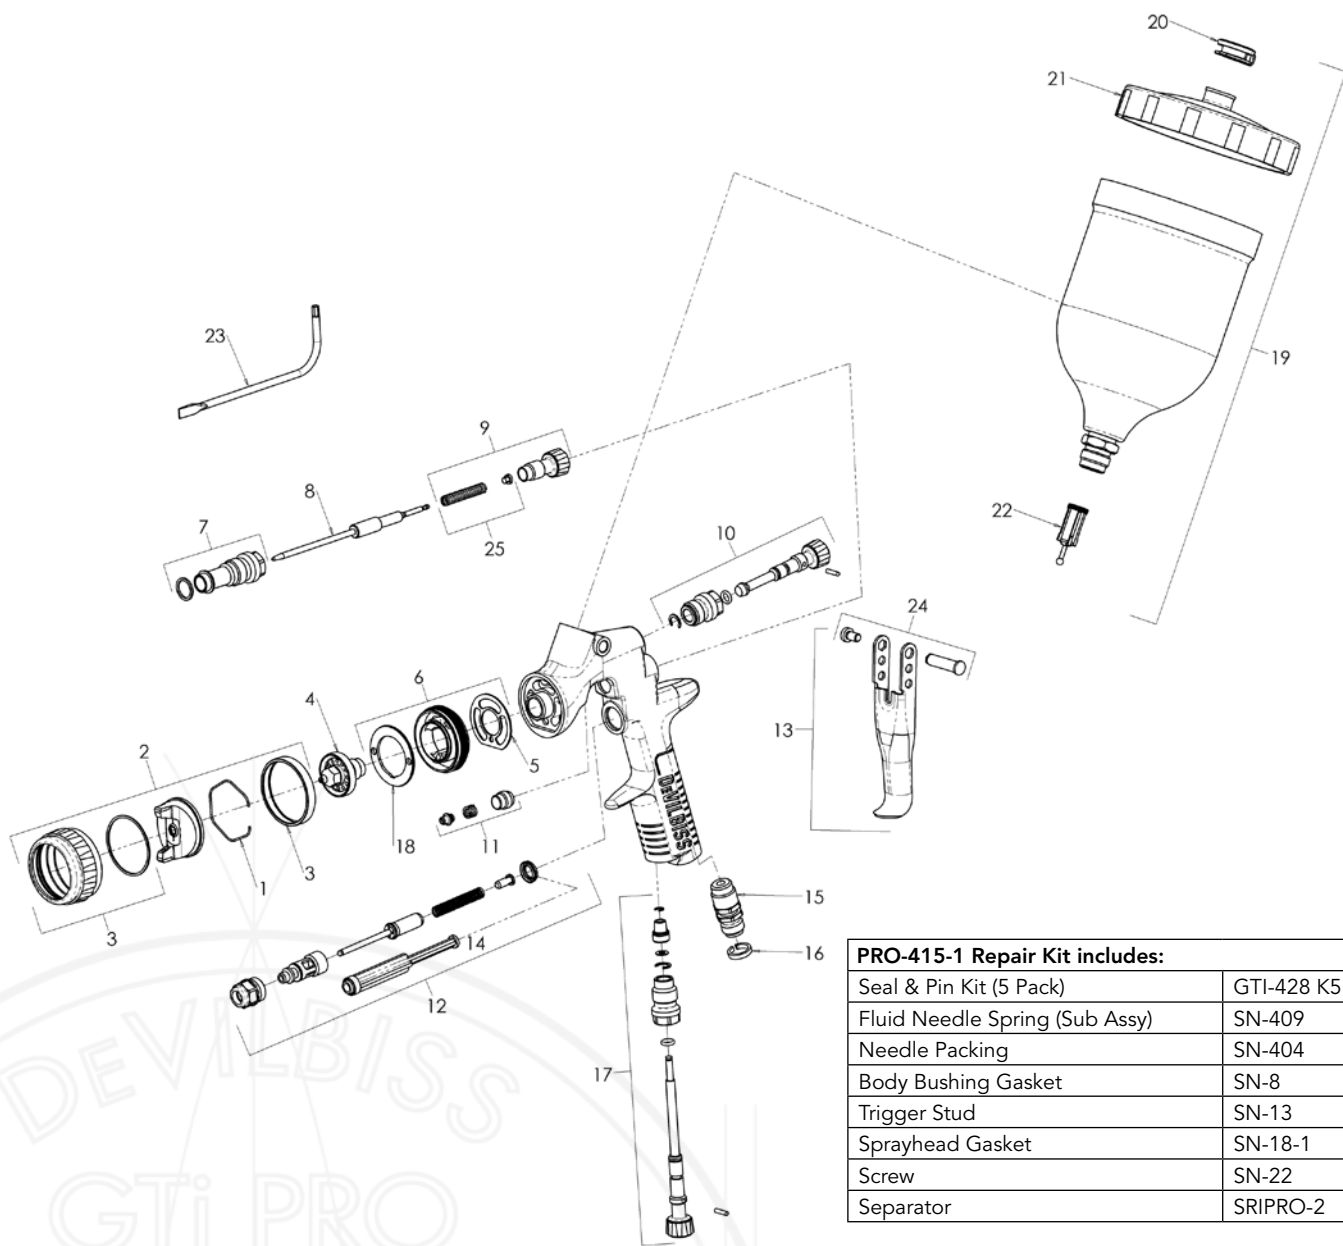 20
21
19
23
9
8
7
25
22
10
24
6
4
13
2
5
18
11
1
3
3
15
14
16
12
17
DEVILBISS
PRO-415-1 Repair Kit includes:
Seal & Pin Kit (5 Pack) GTI-428 K5
Fluid Needle Spring (Sub Assy) SN-409
Needle Packing SN-404
Body Bushing Gasket SN-8
Trigger Stud SN-13
Sprayhead Gasket SN-18-1
Screw SN-22
Separator SRIPRO-2
DEVILBISS
GTi PRO